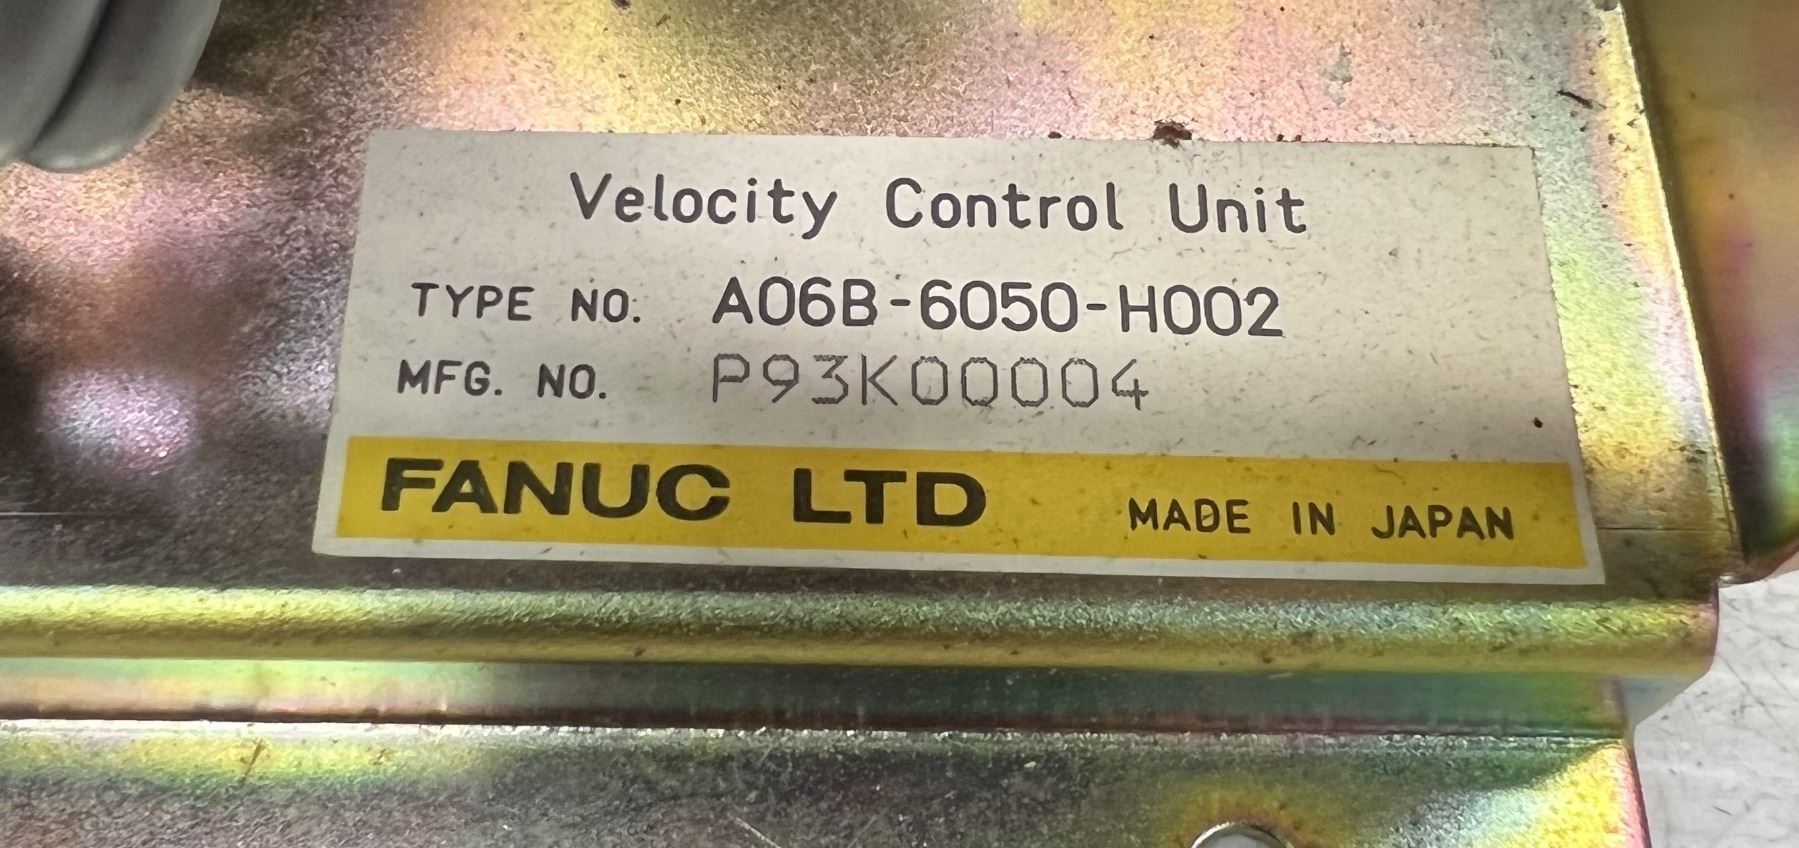 Velocity Control Unit
TYPE NO. A06B-6050-H002
MFG. NO. P93K00004
FANUC LTD MADE IN JAPAN